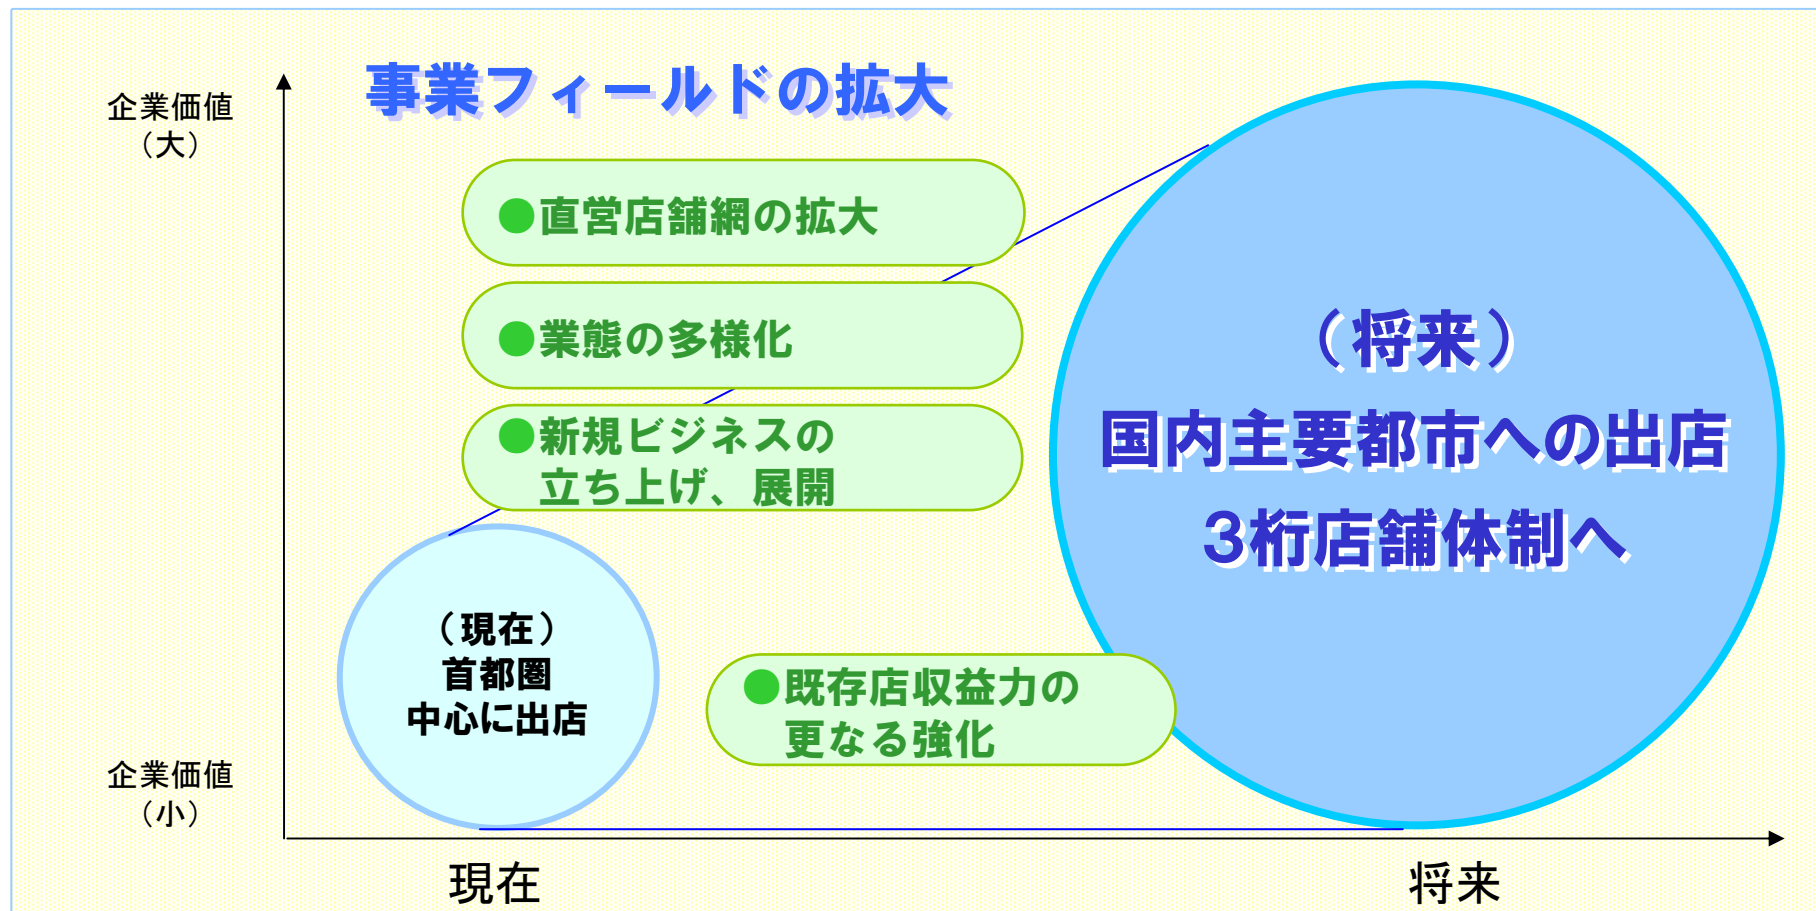 事業フィールドの拡大
企業価値
（大）
●直営店舗網の拡大
●業態の多様化
●新規ビジネスの
立ち上げ、展開
（将来）
国内主要都市への出店
3桁店舗体制へ
（現在）
首都圏
中心に出店
●既存店収益力の
更なる強化
企業価値
（小）
現在
将来